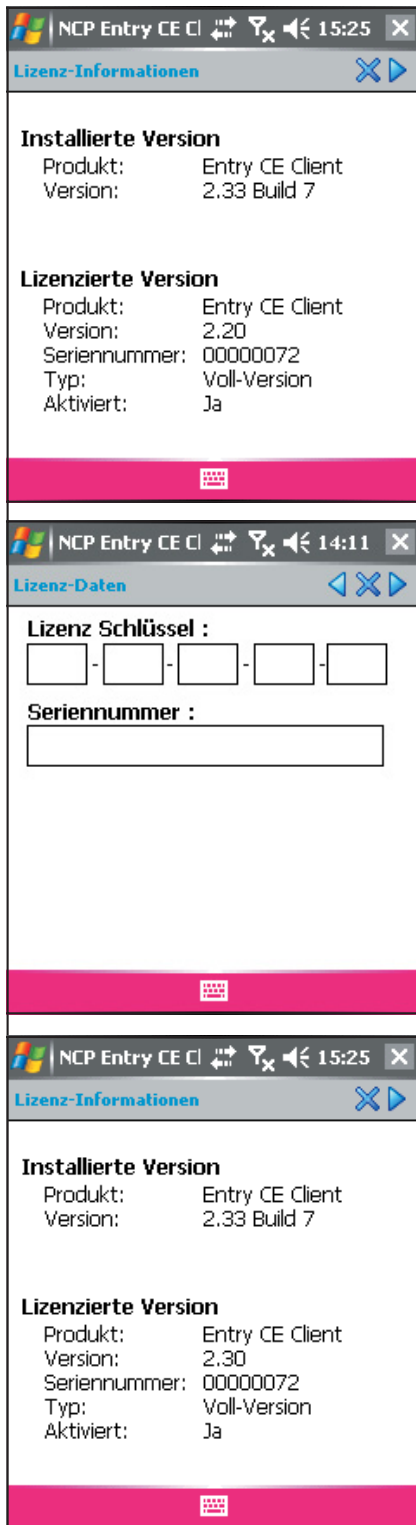 NCP Entry CE Cl 15:25
Lizenz-Informationen
Installierte Version
Produkt: Entry CE Client
Version: 2.33 Build 7
Lizenzierte Version
Produkt: Entry CE Client
Version: 2.20
Seriennummer: 00000072
Typ: Voll-Version
Aktiviert: Ja
NCP Entry CE Cl 14:11
Lizenz-Daten
Lizenz Schlüssel :
- - - -
Seriennummer :
NCP Entry CE Cl 15:25
Lizenz-Informationen
Installierte Version
Produkt: Entry CE Client
Version: 2.33 Build 7
Lizenzierte Version
Produkt: Entry CE Client
Version: 2.30
Seriennummer: 00000072
Typ: Voll-Version
Aktiviert: Ja